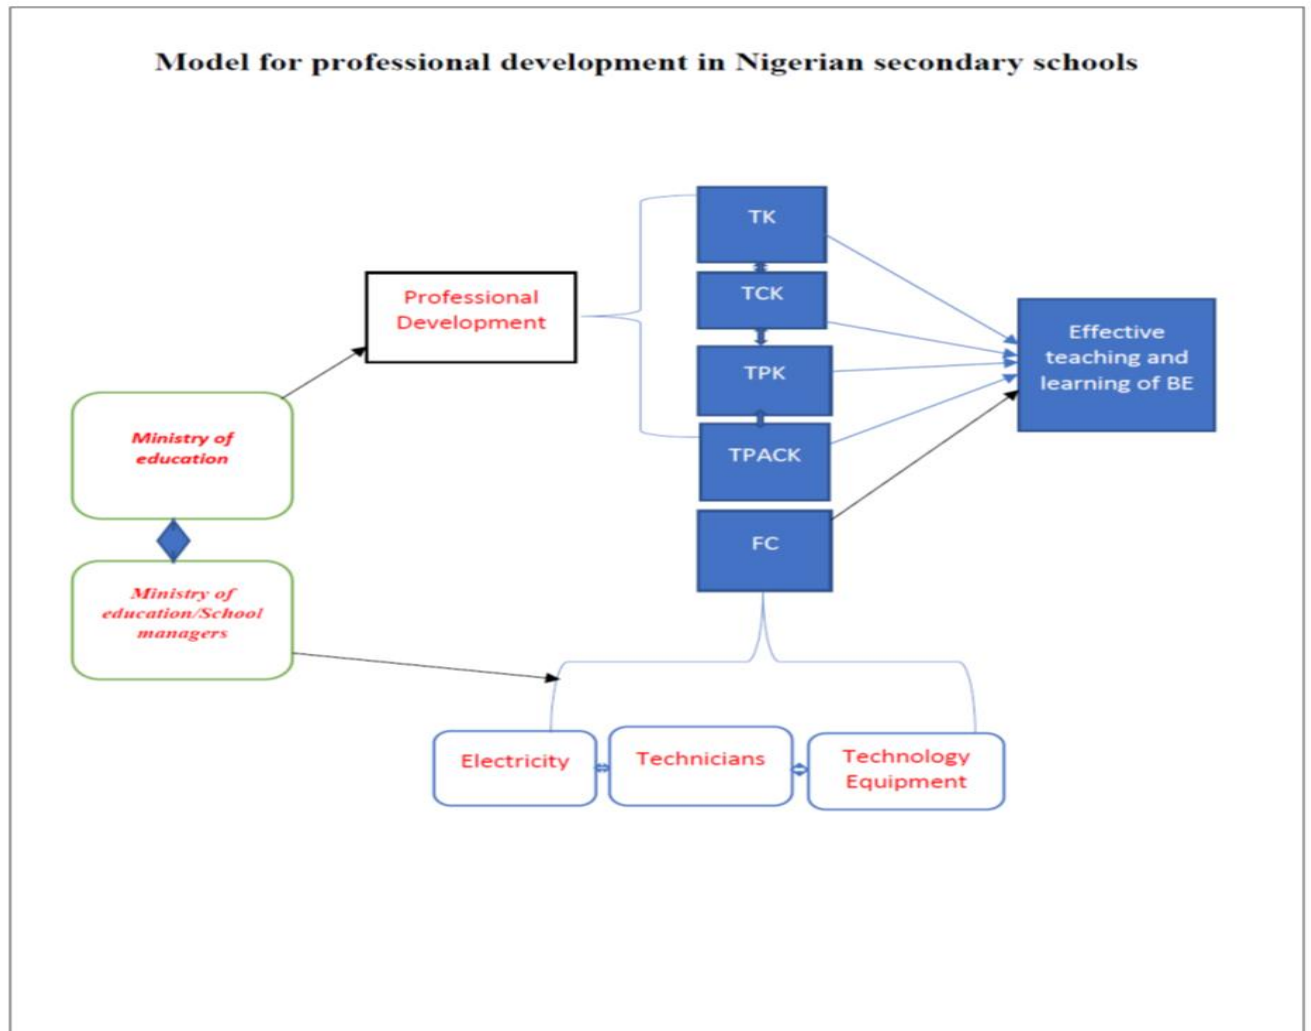 Model for professional development in Nigerian secondary schools
TK
Professional
Development
TCK
Effective
teaching and
learning of BE
TPK
Ministry of
education
TPACK
FC
Ministry of
education/School
managers
Electricity
Technicians
Technology
Equipment